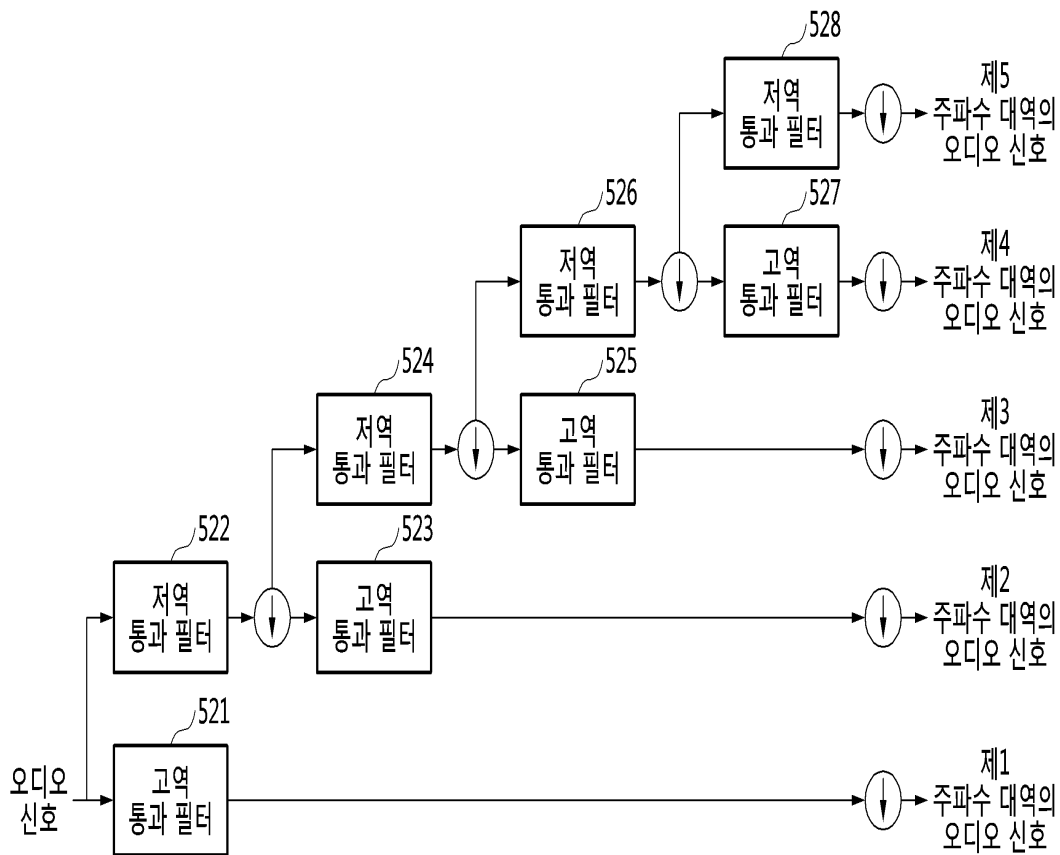 528
저역
통과 필터
제5
주파수 대역의
오디오 신호
526
저역
통과 필터
527
고역
통과 필터
제4
주파수 대역의
오디오 신호
524
저역
통과 필터
525
고역
통과 필터
제3
주파수 대역의
오디오 신호
522
저역
통과 필터
523
고역
통과 필터
제2
주파수 대역의
오디오 신호
오디오
신호
521
고역
통과 필터
제1
주파수 대역의
오디오 신호